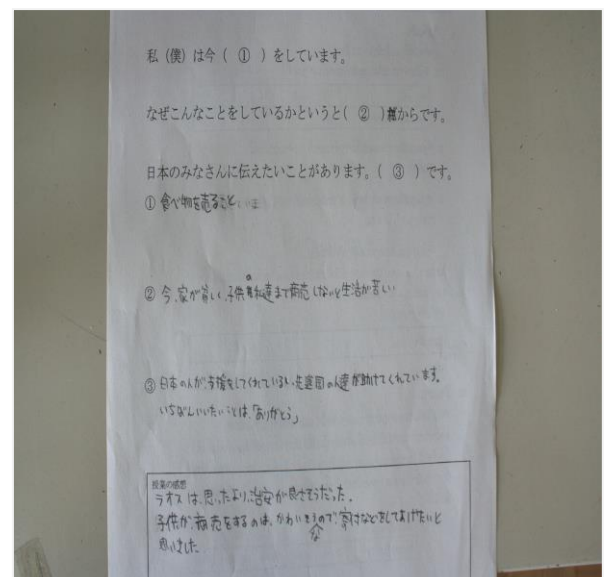 私（僕）は今（　①　）をしています。
なぜこんなことをしているかというと（　②　）からです。
日本のみなさんに伝えたいことがあります。（　③　）です。
① 食べ物を売ること
② 今、家が貧しく、子供の私達まで商売しないと生活が苦しい
③ 日本の人が、支援をしてくれているし、先進国の人達が助けてくれています。
いちばんいいたいことは、「ありがとう」
授業の感想
ラオスは、思ったより、治安が良さそうだった。
子供が、商売をするのは、かわいそうなので、寄付などをしてあげたいと
思いました。